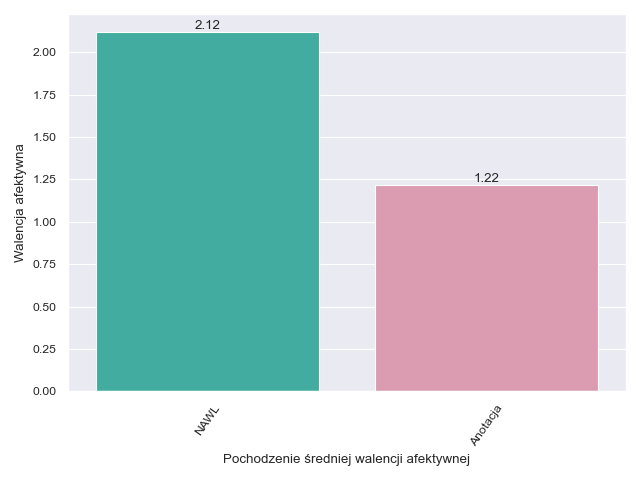 2.12
1.22
2.00
1.75
1.50
1.25
1.00
0.75
0.50
0.25
0.00
Walencja afektywna
NAWL
Anotacja
Pochodzenie średniej walencji afektywnej